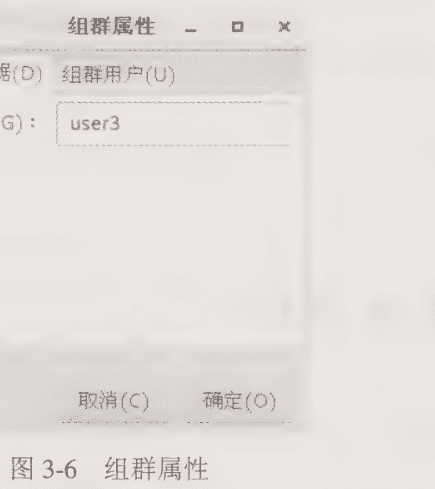 组群属性
据(D) 组群用户(U)
G)： user3
取消(C) 确定(O)
图 3-6 组群属性